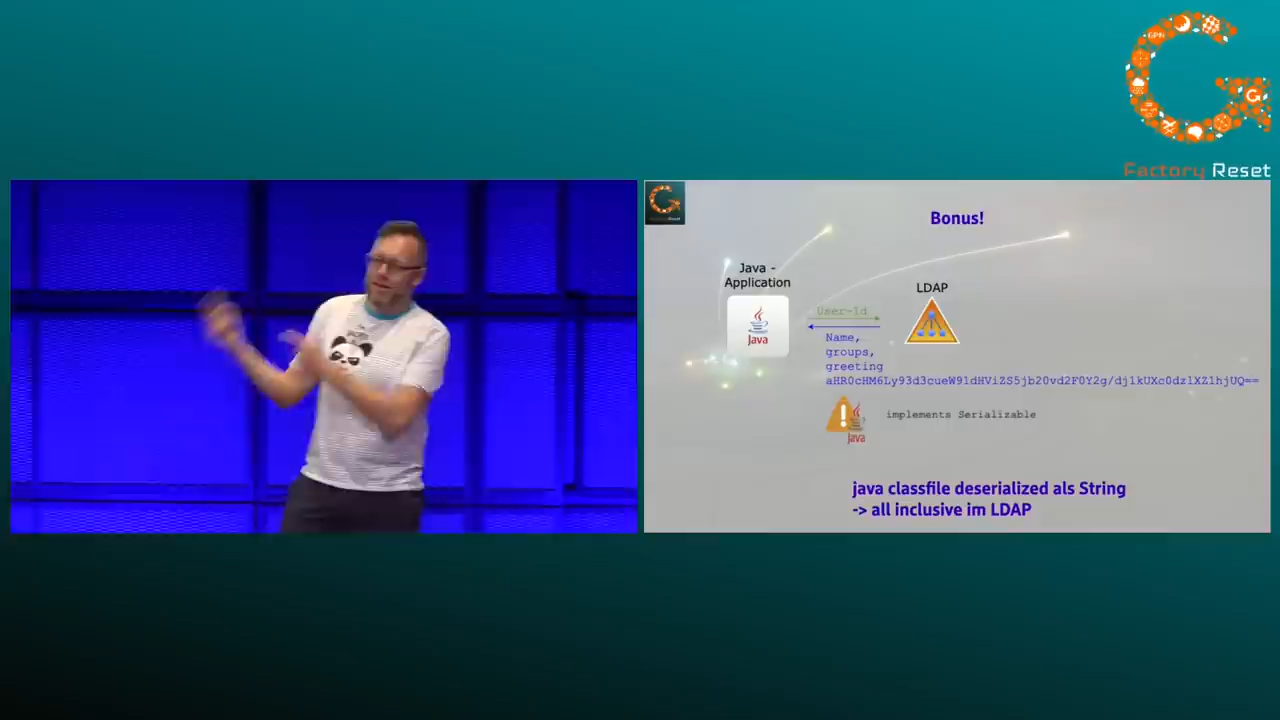 Factory Reset
Bonus!
Java -
Application
LDAP
User-Id
Java
Name,
groups,
greeting
aHR0cHM6Ly93d3cueW91dHViZS5jb20vd2F0Y2g/dj1kUXc0dzlXZ1hjUQ==
implements Serializable
Java
java classfile deserialized als String
-> all inclusive im LDAP